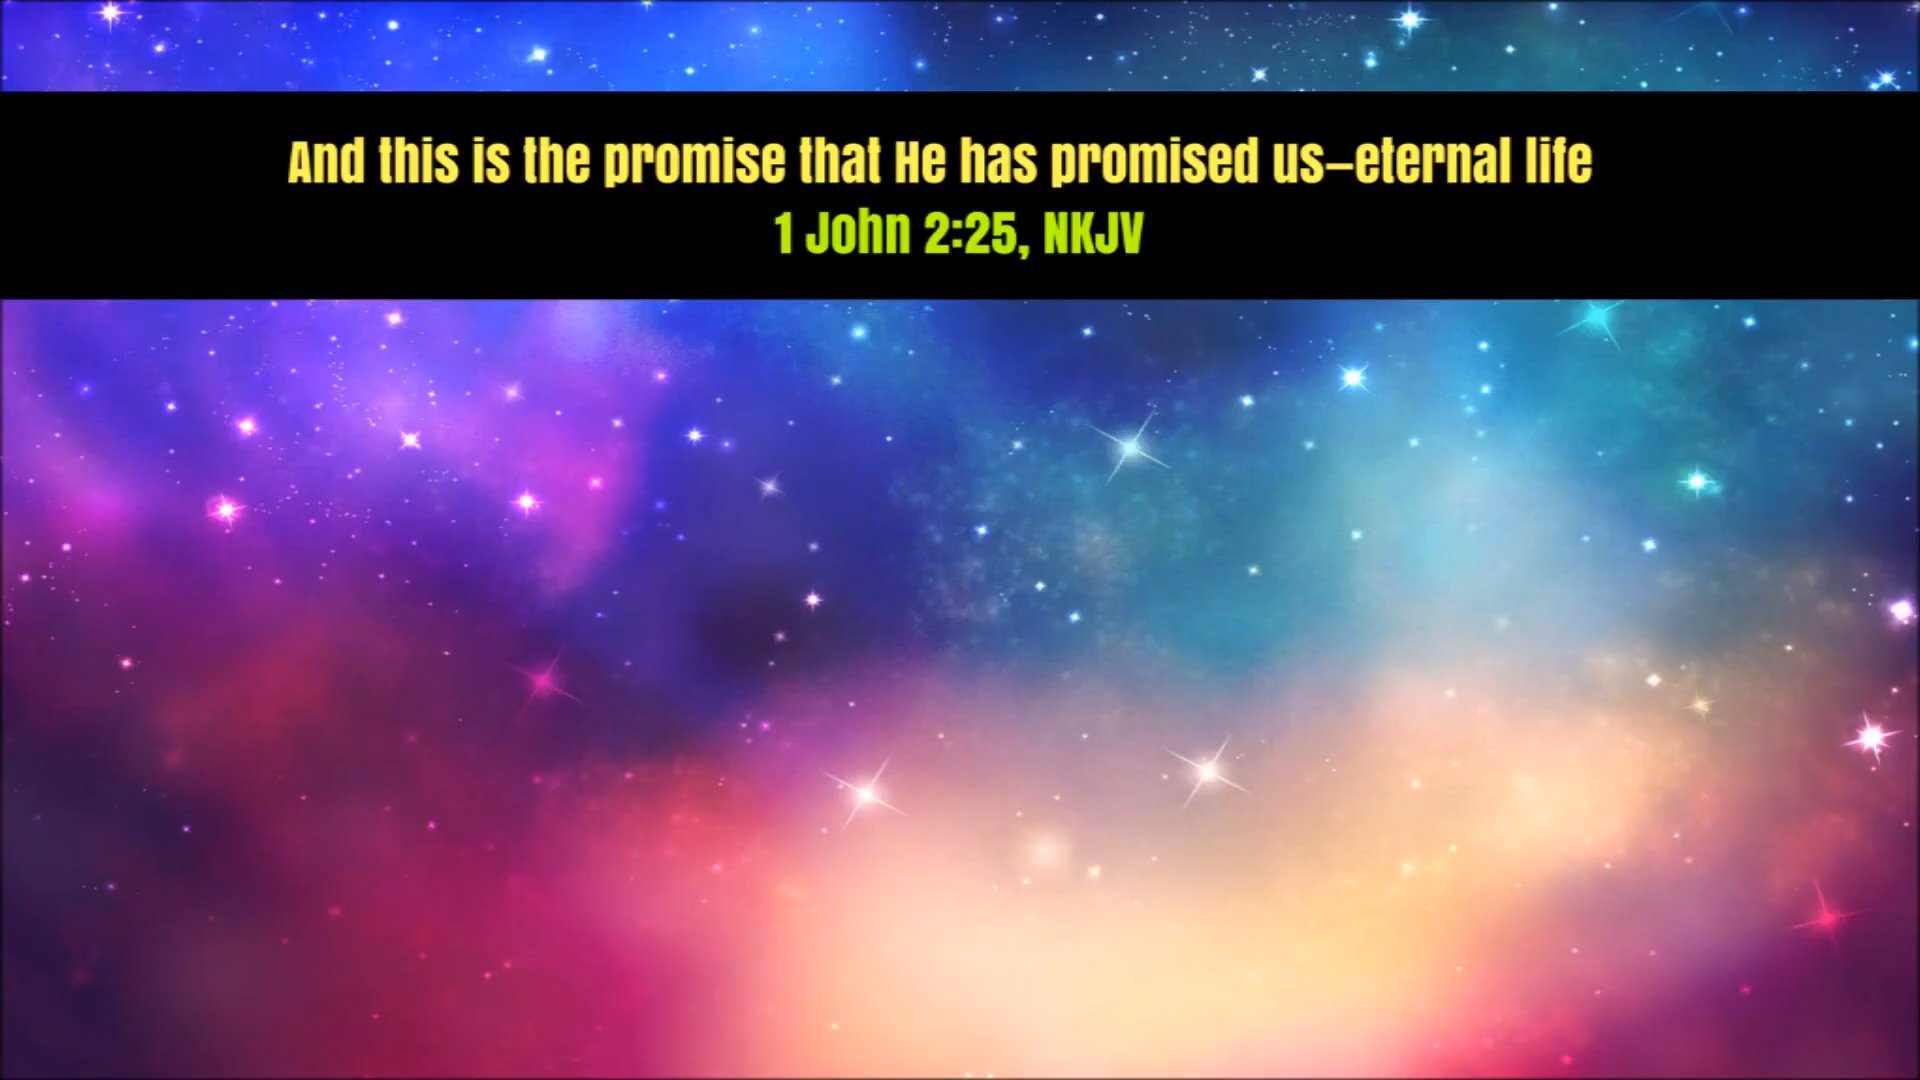 And this is the promise that He has promised us–eternal life
1 John 2:25, NKJV